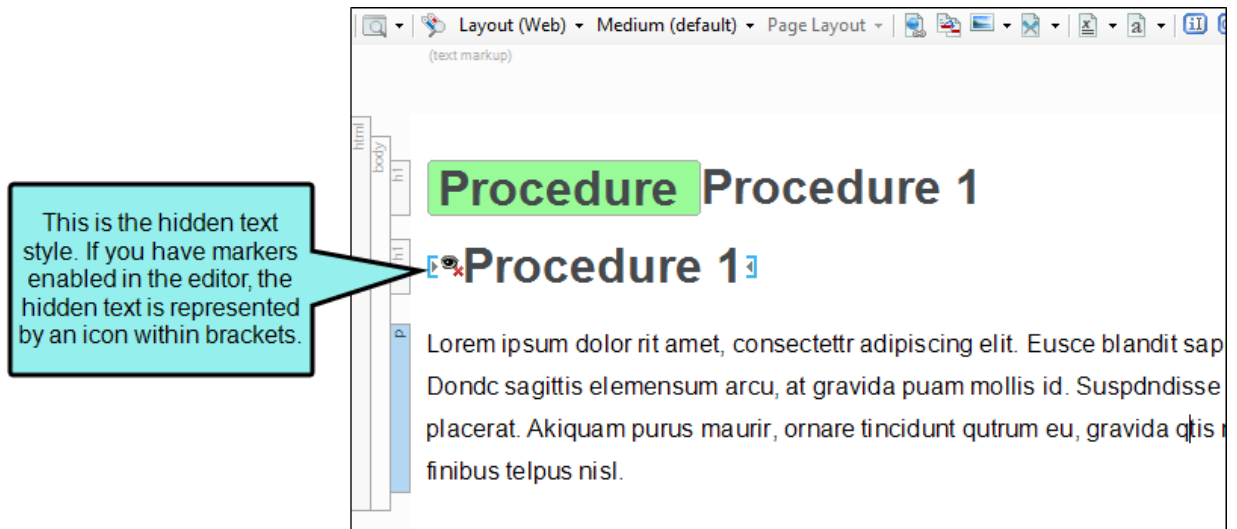 Layout (Web) Medium (default) Page Layout
(text markup)
html
body
h1
Procedure Procedure 1
h1
Procedure 1
This is the hidden text
style. If you have markers
enabled in the editor, the
hidden text is represented
by an icon within brackets.
p
Lorem ipsum dolor rit amet, consectettr adipiscing elit. Eusce blandit sap
Dondc sagittis elemensum arcu, at gravida puam mollis id. Suspdndisse
placerat. Akiquam purus maurir, ornare tincidunt qutrum eu, gravida qtis
finibus telpus nisl.